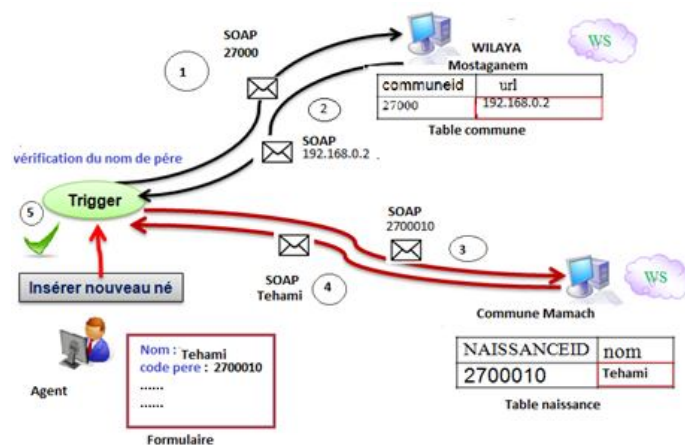 SOAP
27000
1
WILAYA
Mostaganem
WS
communeid url
27000 192.168.0.2
Table commune
2
SOAP
192.168.0.2
vérification du nom de pére
Trigger
5
SOAP
2700010
3
SOAP
Tehami
4
Insérer nouveau né
WS
Commune Mamach
Agent
Nom : Tehami
code pere : 2700010
......
......
Formulaire
NAISSANCEID nom
2700010 Tehami
Table naissance